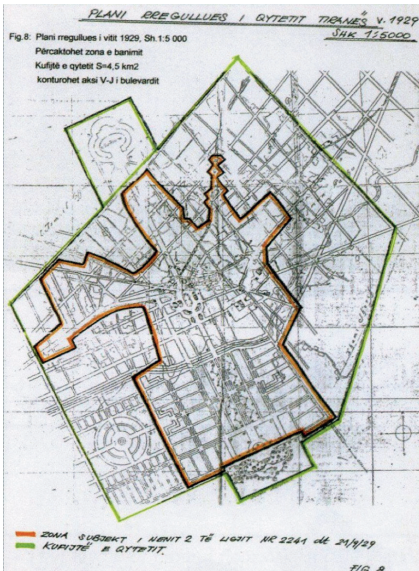 PLANI RREGULLUES I QYTETIT TIRANËS V. 1929
SHK 1:5000
Fig.8: Plani rregullues i vitit 1929, Sh.1:5 000
Përcaktohet zona e banimit
Kufijtë e qytetit S=4,5 km2
konturohet aksi V-J i bulevardit
ZONA SUBJEKT I NENIT 2 TË LIGJIT NR 2241 dt 21/9/29
KUFIJTË E QYTETIT.
FIG. 8